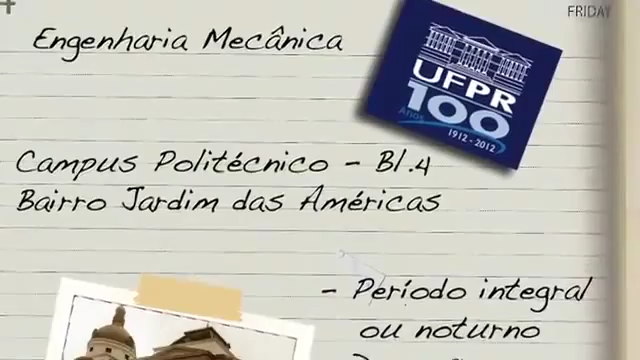 FRIDAY
Engenharia Mecânica
UFPR
Anos 100
1912 - 2012
Campus Politécnico - Bl.4
Bairro Jardim das Américas
- Período integral
ou noturno